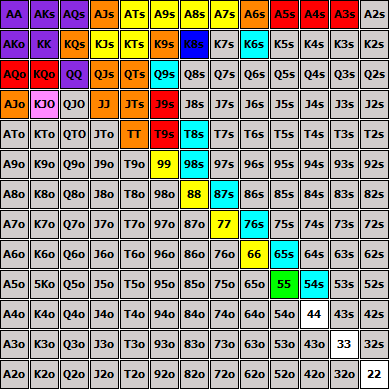 AA AKs AQs AJs ATs A9s A8s A7s A6s A5s A4s A3s A2s
AKo KK KQs KJs KTs K9s K8s K7s K6s K5s K4s K3s K2s
AQo KQo QQ QJs QTs Q9s Q8s Q7s Q6s Q5s Q4s Q3s Q2s
AJo KJO QJO JJ JTs J9s J8s J7s J6s J5s J4s J3s J2s
ATo KTo QTO JTo TT T9s T8s T7s T6s T5s T4s T3s T2s
A9o K9o Q9o J9o T9o 99 98s 97s 96s 95s 94s 93s 92s
A8o K8o Q8o J8o T8o 98o 88 87s 86s 85s 84s 83s 82s
A7o K7o Q7o J7o T7o 97o 87o 77 76s 75s 74s 73s 72s
A6o K6o Q6o J6o T6o 96o 86o 76o 66 65s 64s 63s 62s
A5o 5Ko Q5o J5o T5o 95o 85o 75o 65o 55 54s 53s 52s
A4o K4o Q4o J4o T4o 94o 84o 74o 64o 54o 44 43s 42s
A3o K3o Q3o J3o T3o 93o 83o 73o 63o 53o 43o 33 32s
A2o K2o Q2o J2o T2o 92o 82o 72o 62o 52o 42o 32o 22